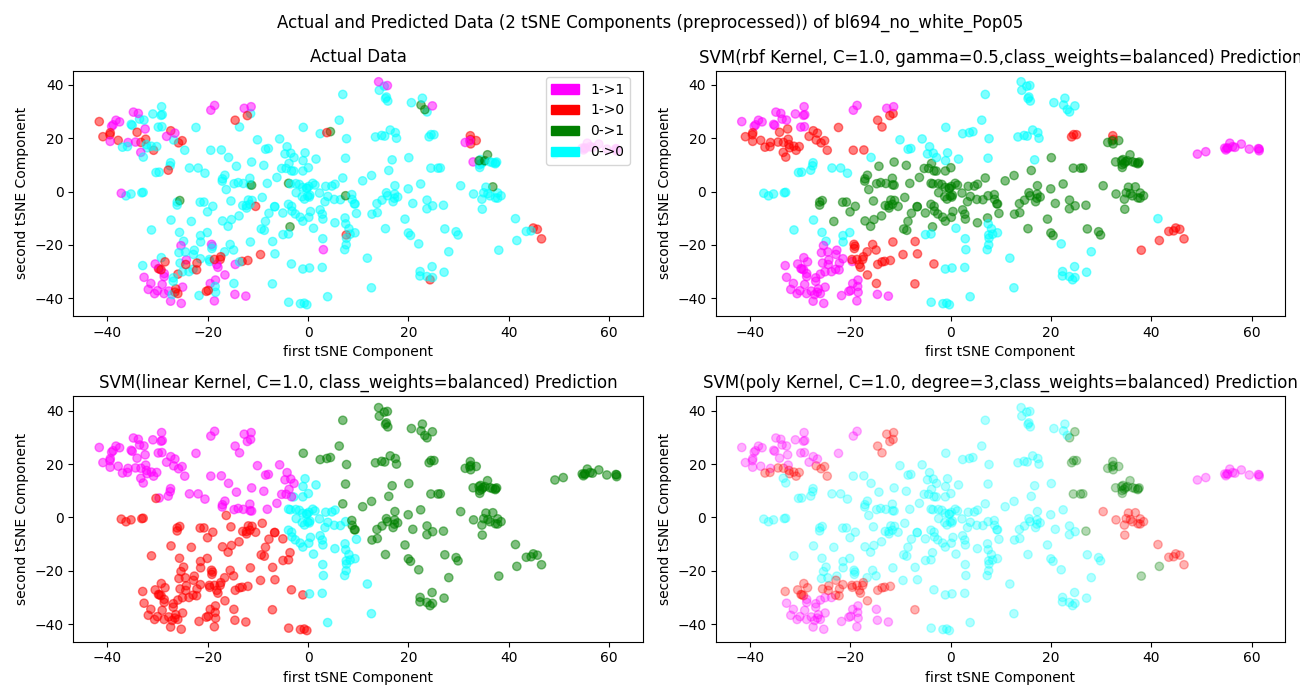 Actual and Predicted Data (2 tSNE Components (preprocessed)) of bl694_no_white_Pop05
Actual Data
40
20
0
−20
−40
second tSNE Component
−40 −20 0 20 40 60
first tSNE Component
1->1
1->0
0->1
0->0
SVM(rbf Kernel, C=1.0, gamma=0.5,class_weights=balanced) Prediction
40
20
0
−20
−40
second tSNE Component
−40 −20 0 20 40 60
first tSNE Component
SVM(linear Kernel, C=1.0, class_weights=balanced) Prediction
40
20
0
−20
−40
second tSNE Component
−40 −20 0 20 40 60
first tSNE Component
SVM(poly Kernel, C=1.0, degree=3,class_weights=balanced) Prediction
40
20
0
−20
−40
second tSNE Component
−40 −20 0 20 40 60
first tSNE Component